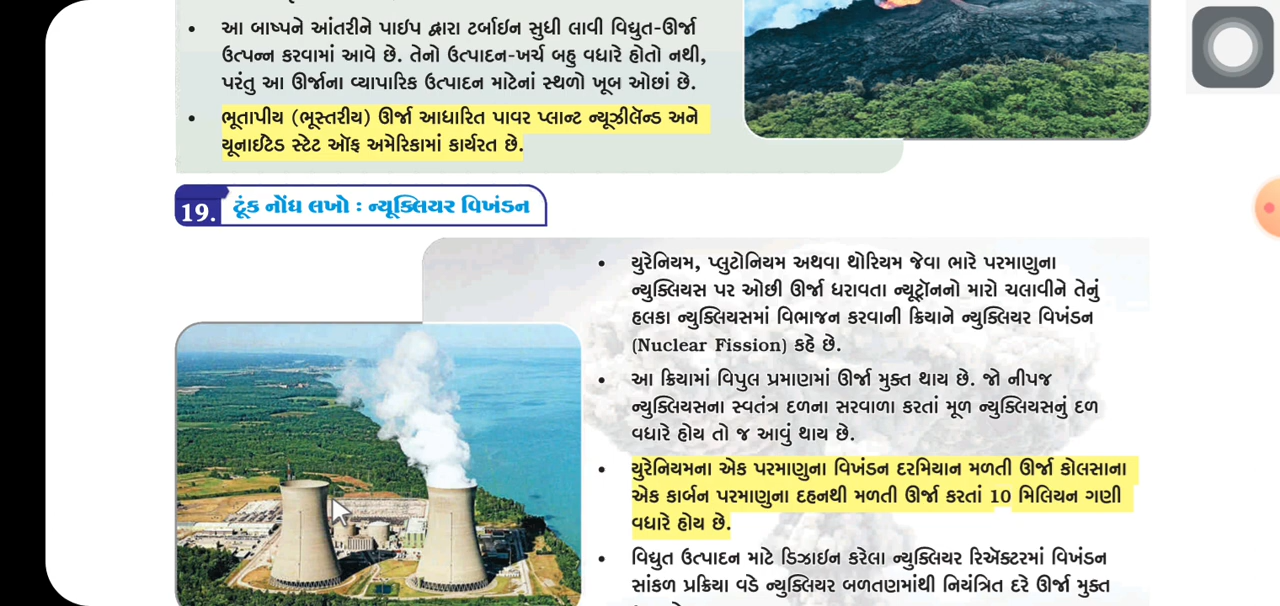 આ બાષ્પને આંતરીને પાઇપ દ્વારા ટર્બાઇન સુધી લાવી વિદ્યુત-ઊર્જા
ઉત્પન્ન કરવામાં આવે છે. તેનો ઉત્પાદન-ખર્ચ બહુ વધારે હોતો નથી,
પરંતુ આ ઊર્જાના વ્યાપારિક ઉત્પાદન માટેનાં સ્થળો ખૂબ ઓછાં છે.
ભૂતાપીય (ભૂસ્તરીય) ઊર્જા આધારિત પાવર પ્લાન્ટ ન્યૂઝીલૅન્ડ અને
યૂનાઇટેડ સ્ટેટ ઑફ અમેરિકામાં કાર્યરત છે.
19. ટૂંક નોંધ લખો : ન્યૂક્લિયર વિખંડન
યુરેનિયમ, પ્લુટોનિયમ અથવા થોરિયમ જેવા ભારે પરમાણુના
ન્યુક્લિયસ પર ઓછી ઊર્જા ધરાવતા ન્યૂટ્રૉનનો મારો ચલાવીને તેનું
હલકા ન્યુક્લિયસમાં વિભાજન કરવાની ક્રિયાને ન્યુક્લિયર વિખંડન
(Nuclear Fission) કહે છે.
આ ક્રિયામાં વિપુલ પ્રમાણમાં ઊર્જા મુક્ત થાય છે. જો નીપજ
ન્યુક્લિયસના સ્વતંત્ર દળના સરવાળા કરતાં મૂળ ન્યુક્લિયસનું દળ
વધારે હોય તો જ આવું થાય છે.
યુરેનિયમના એક પરમાણુના વિખંડન દરમિયાન મળતી ઊર્જા કોલસાના
એક કાર્બન પરમાણુના દહનથી મળતી ઊર્જા કરતાં 10 મિલિયન ગણી
વધારે હોય છે.
વિદ્યુત ઉત્પાદન માટે ડિઝાઇન કરેલા ન્યુક્લિયર રિઍક્ટરમાં વિખંડન
સાંકળ પ્રક્રિયા વડે ન્યુક્લિયર બળતણમાંથી નિયંત્રિત દરે ઊર્જા મુક્ત